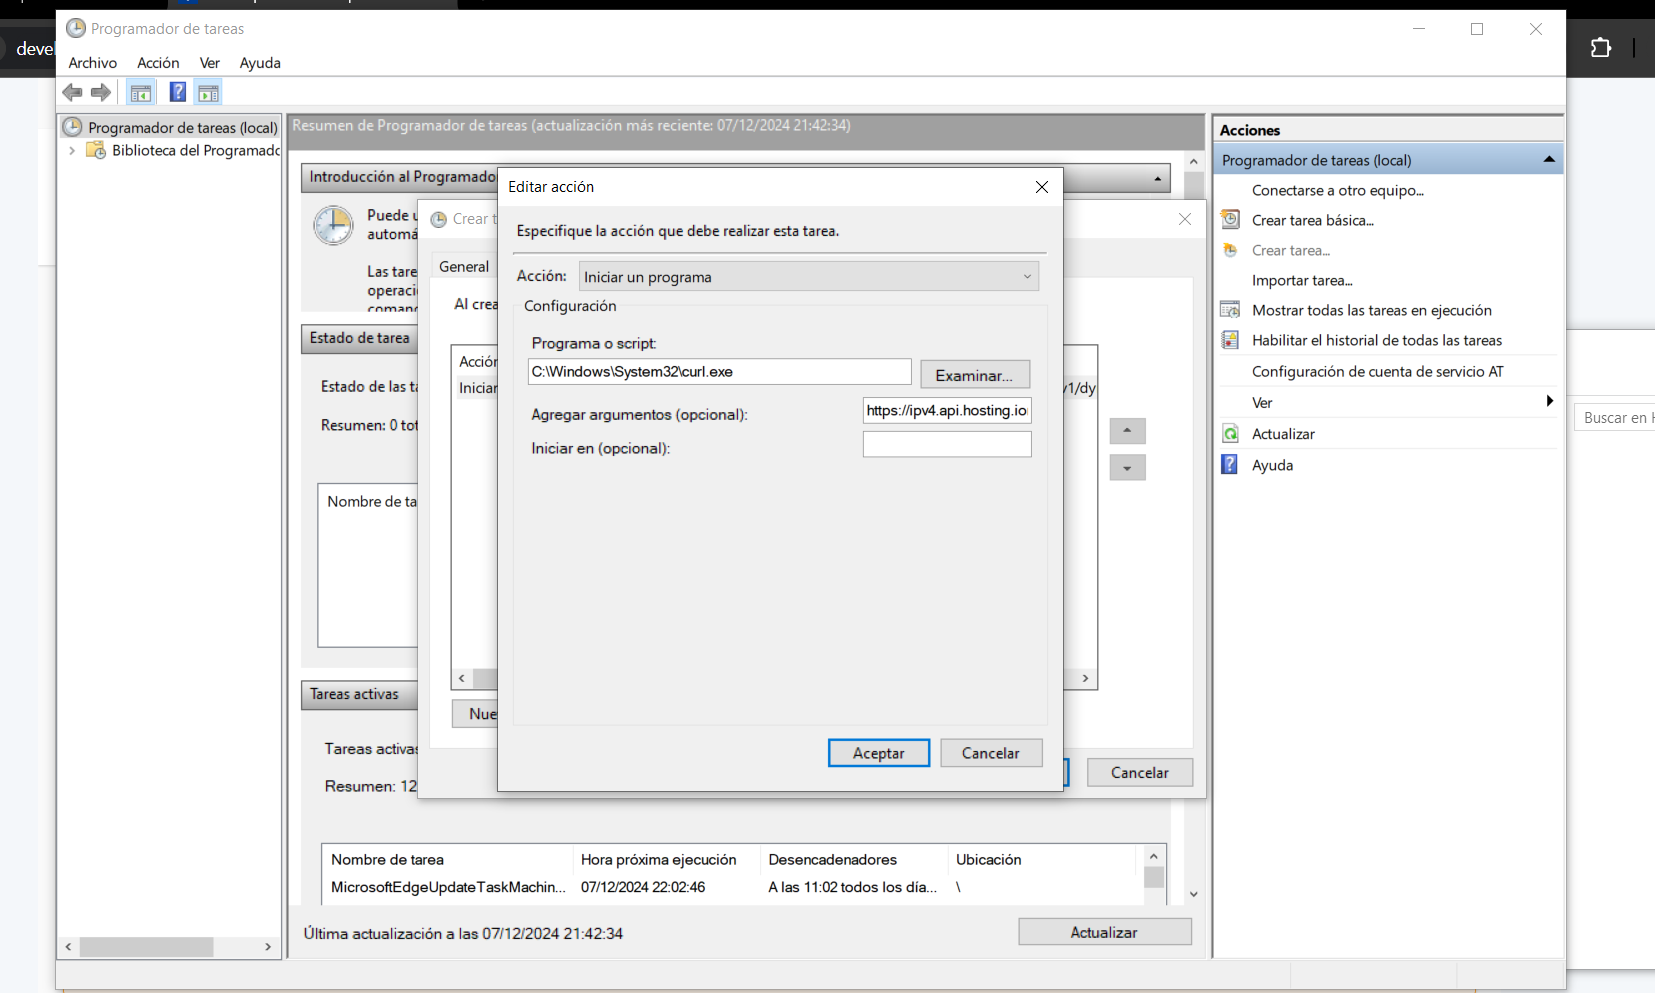 Programador de tareas
Archivo Acción Ver Ayuda
Programador de tareas (local)
Biblioteca del Programado
Resumen de Programador de tareas (actualización más reciente: 07/12/2024 21:42:34)
Introducción al Programado
Puede
automá
Las tare
operaci
Estado de tarea
Estado de las ta
Resumen: 0 tot
Nombre de ta
Tareas activas
Tareas activas
Resumen: 12
Crear t
General
Al crea
Acción
Iniciar
/1/dy
Nue
Cancelar
Editar acción
Especifique la acción que debe realizar esta tarea.
Acción: Iniciar un programa
Configuración
Programa o script:
C:\Windows\System32\curl.exe Examinar...
Agregar argumentos (opcional): https://ipv4.api.hosting.io
Iniciar en (opcional):
Aceptar Cancelar
Nombre de tarea Hora próxima ejecución Desencadenadores Ubicación
MicrosoftEdgeUpdateTaskMachin... 07/12/2024 22:02:46 A las 11:02 todos los día... \
Última actualización a las 07/12/2024 21:42:34 Actualizar
Acciones
Programador de tareas (local)
Conectarse a otro equipo...
Crear tarea básica...
Crear tarea...
Importar tarea...
Mostrar todas las tareas en ejecución
Habilitar el historial de todas las tareas
Configuración de cuenta de servicio AT
Ver
Actualizar
Ayuda
devel
Buscar en